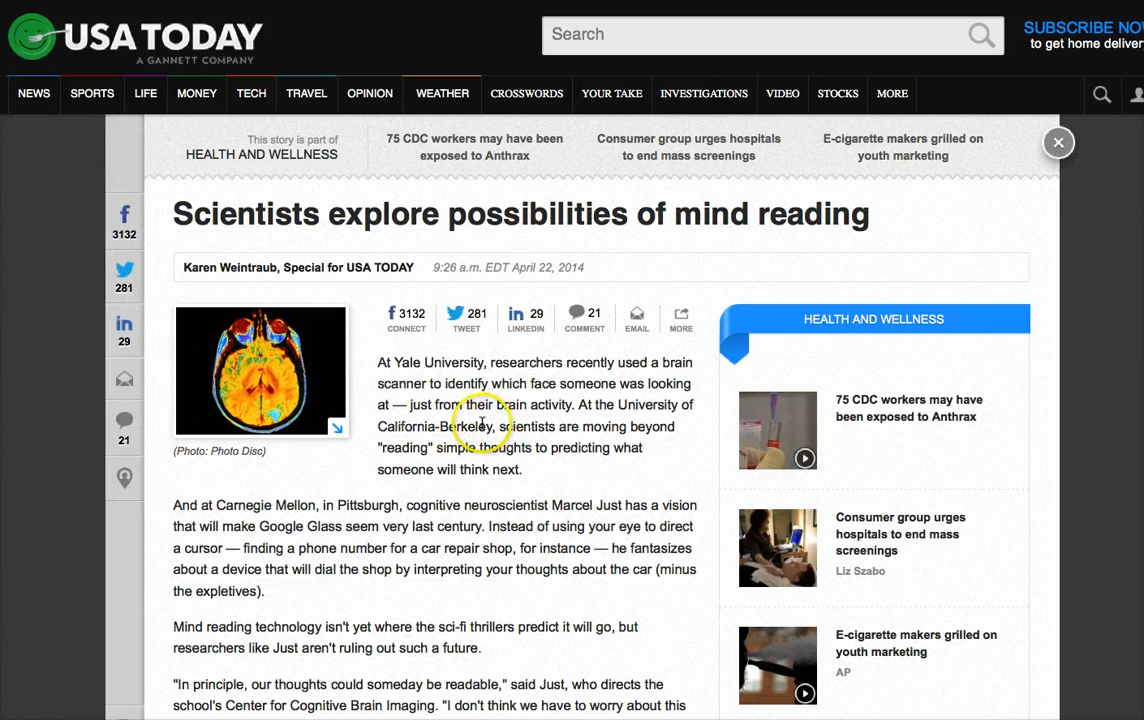 USA TODAY
A GANNETT COMPANY
Search
SUBSCRIBE NOW
to get home deliver
NEWS SPORTS LIFE MONEY TECH TRAVEL OPINION WEATHER CROSSWORDS YOUR TAKE INVESTIGATIONS VIDEO STOCKS MORE
This story is part of
HEALTH AND WELLNESS
75 CDC workers may have been
exposed to Anthrax
Consumer group urges hospitals
to end mass screenings
E-cigarette makers grilled on
youth marketing
Scientists explore possibilities of mind reading
Karen Weintraub, Special for USA TODAY 9:26 a.m. EDT April 22, 2014
3132
281
29
21
(Photo: Photo Disc)
3132 CONNECT
281 TWEET
29 LINKEDIN
21 COMMENT
EMAIL
MORE
At Yale University, researchers recently used a brain
scanner to identify which face someone was looking
at — just from their brain activity. At the University of
California-Berkeley, scientists are moving beyond
"reading" simple thoughts to predicting what
someone will think next.
And at Carnegie Mellon, in Pittsburgh, cognitive neuroscientist Marcel Just has a vision
that will make Google Glass seem very last century. Instead of using your eye to direct
a cursor — finding a phone number for a car repair shop, for instance — he fantasizes
about a device that will dial the shop by interpreting your thoughts about the car (minus
the expletives).
Mind reading technology isn't yet where the sci-fi thrillers predict it will go, but
researchers like Just aren't ruling out such a future.
"In principle, our thoughts could someday be readable," said Just, who directs the
school's Center for Cognitive Brain Imaging. "I don't think we have to worry about this
HEALTH AND WELLNESS
75 CDC workers may have
been exposed to Anthrax
Consumer group urges
hospitals to end mass
screenings
Liz Szabo
E-cigarette makers grilled on
youth marketing
AP